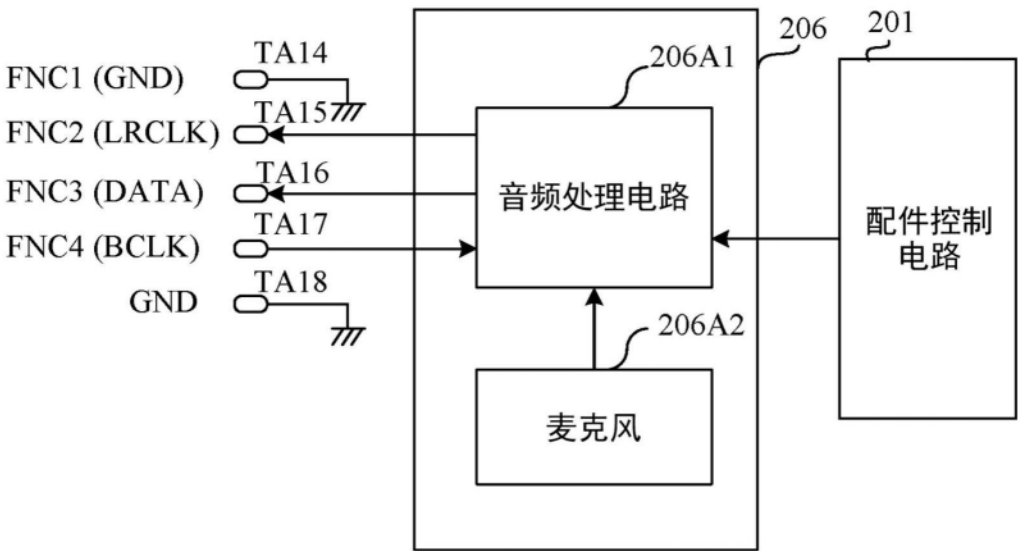 TA14
FNC1 (GND)
TA15
FNC2 (LRCLK)
TA16
FNC3 (DATA)
TA17
FNC4 (BCLK)
TA18
GND
206A1
206
201
音频处理电路
配件控制
电路
206A2
麦克风